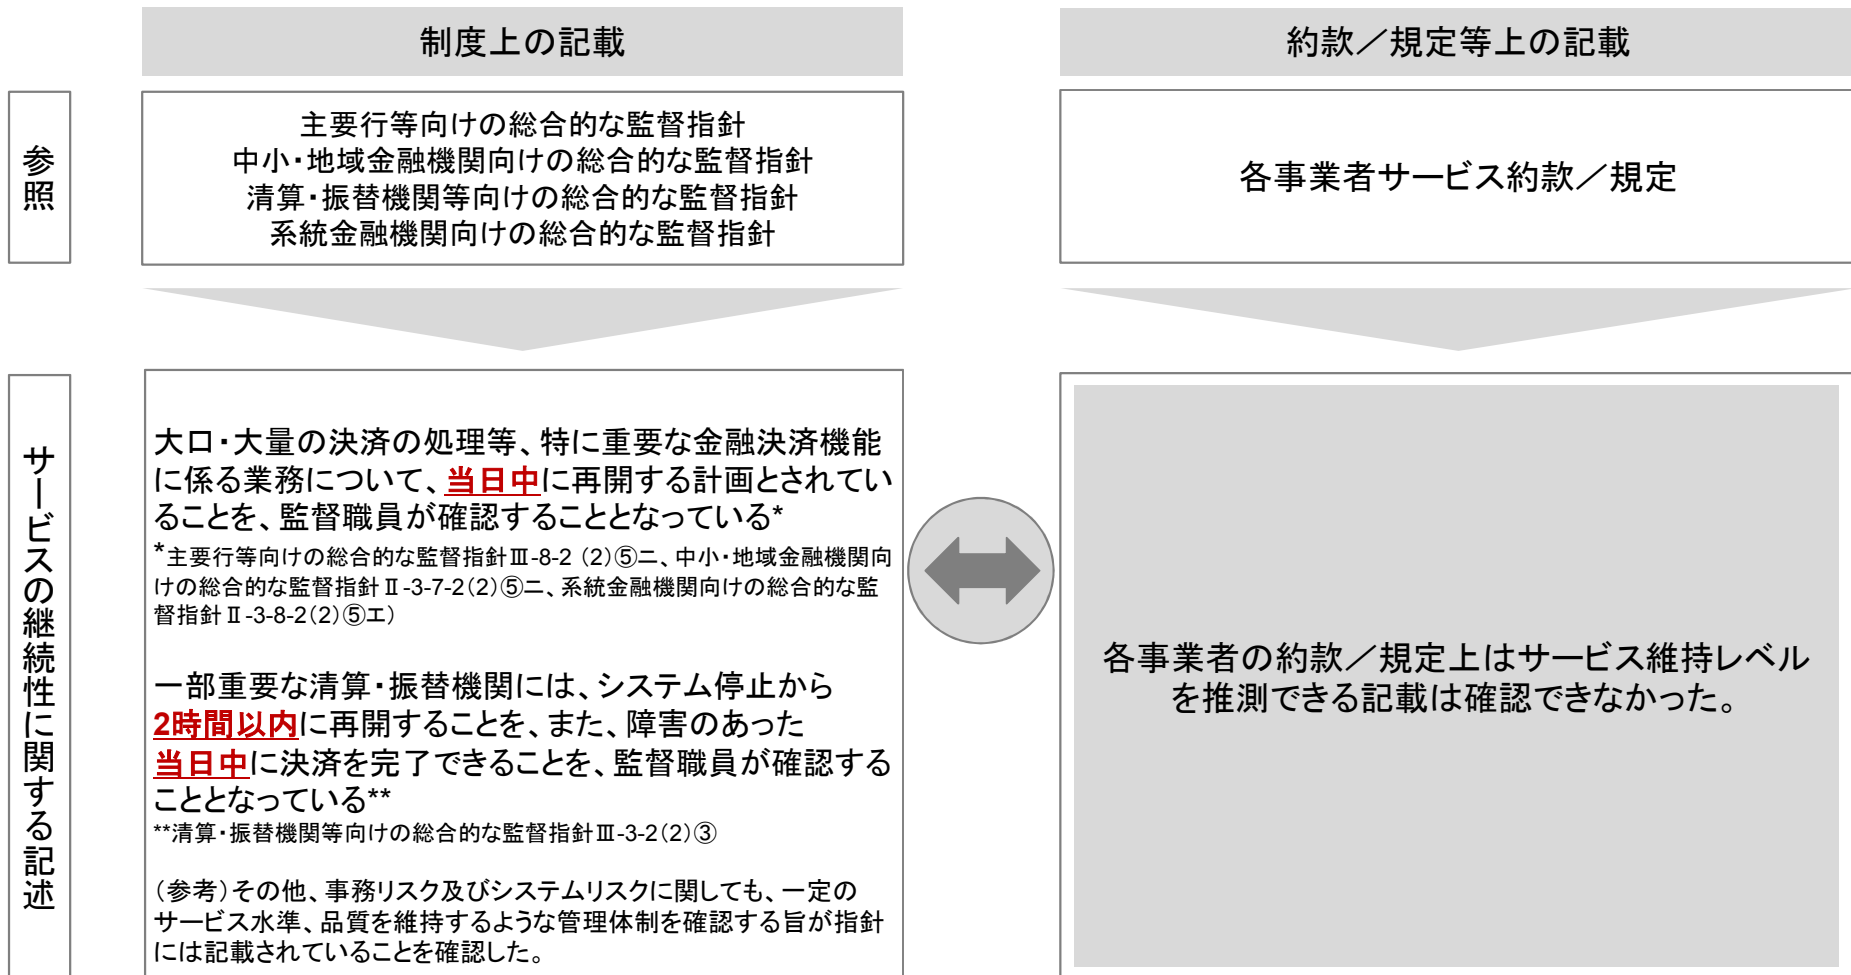 制度上の記載
約款／規定等上の記載
参照
主要行等向けの総合的な監督指針
中小・地域金融機関向けの総合的な監督指針
清算・振替機関等向けの総合的な監督指針
系統金融機関向けの総合的な監督指針
各事業者サービス約款／規定
サービスの継続性に関する記述
大口・大量の決済の処理等、特に重要な金融決済機能
に係る業務について、当日中に再開する計画とされてい
ることを、監督職員が確認することとなっている*
*主要行等向けの総合的な監督指針Ⅲ-8-2 （2）⑤ニ、中小・地域金融機関向
けの総合的な監督指針Ⅱ-3-7-2（2）⑤ニ、系統金融機関向けの総合的な監
督指針Ⅱ-3-8-2（2）⑤エ）
一部重要な清算・振替機関には、システム停止から
2時間以内に再開することを、また、障害のあった
当日中に決済を完了できることを、監督職員が確認する
こととなっている**
**清算・振替機関等向けの総合的な監督指針Ⅲ-3-2（2）③
（参考）その他、事務リスク及びシステムリスクに関しても、一定の
サービス水準、品質を維持するような管理体制を確認する旨が指針
には記載されていることを確認した。
各事業者の約款／規定上はサービス維持レベル
を推測できる記載は確認できなかった。